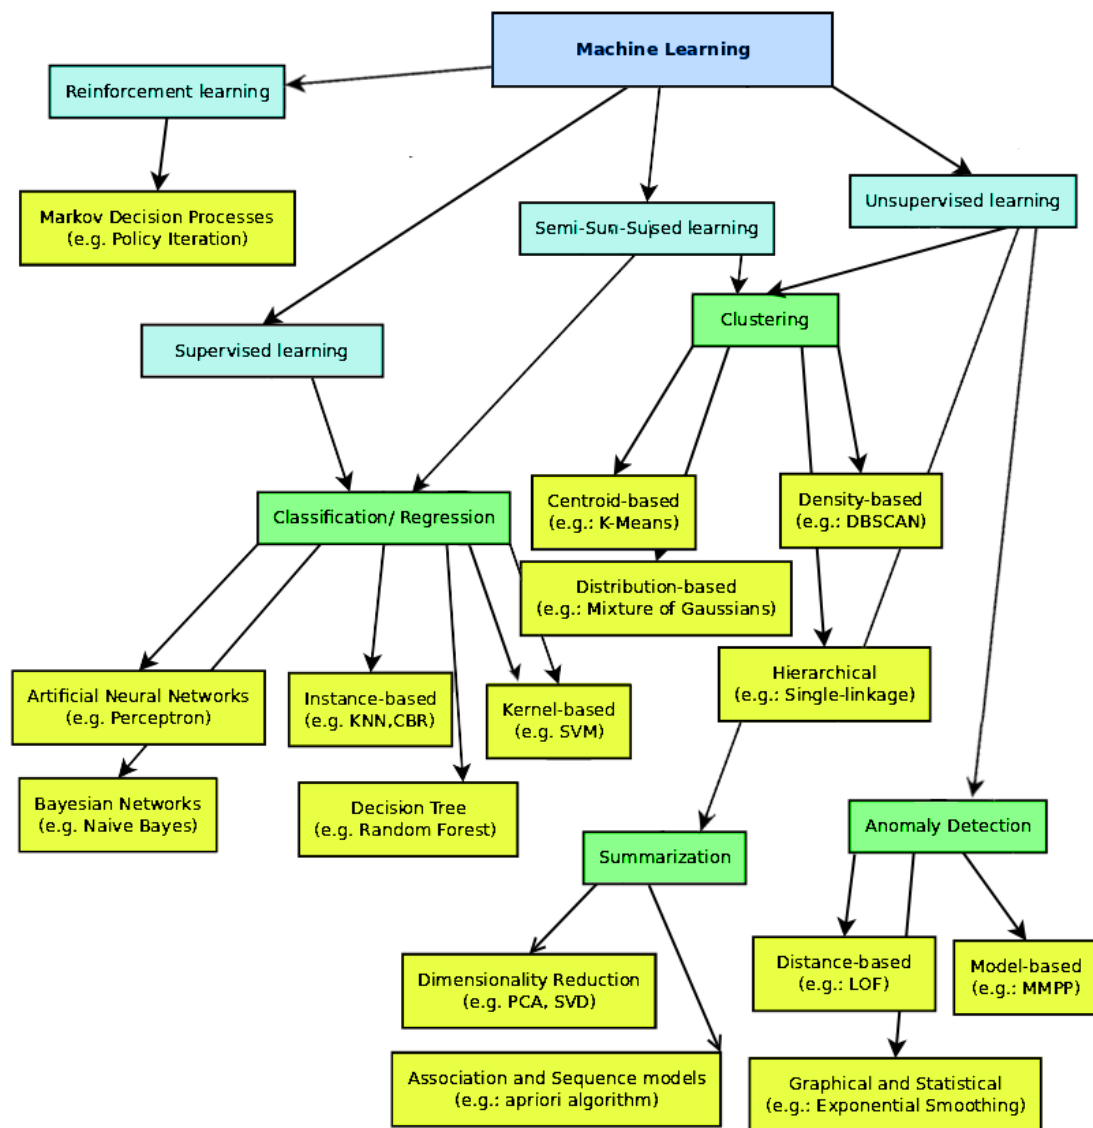 Machine Learning
Reinforcement learning
Markov Decision Processes
(e.g. Policy Iteration)
Semi-Sun-Suised learning
Unsupervised learning
Supervised learning
Clustering
Classification/ Regression
Centroid-based
(e.g.: K-Means)
Density-based
(e.g.: DBSCAN)
Distribution-based
(e.g.: Mixture of Gaussians)
Hierarchical
(e.g.: Single-linkage)
Artificial Neural Networks
(e.g. Perceptron)
Instance-based
(e.g. KNN,CBR)
Kernel-based
(e.g. SVM)
Bayesian Networks
(e.g. Naive Bayes)
Decision Tree
(e.g. Random Forest)
Summarization
Anomaly Detection
Dimensionality Reduction
(e.g. PCA, SVD)
Association and Sequence models
(e.g.: apriori algorithm)
Distance-based
(e.g.: LOF)
Model-based
(e.g.: MMPP)
Graphical and Statistical
(e.g.: Exponential Smoothing)